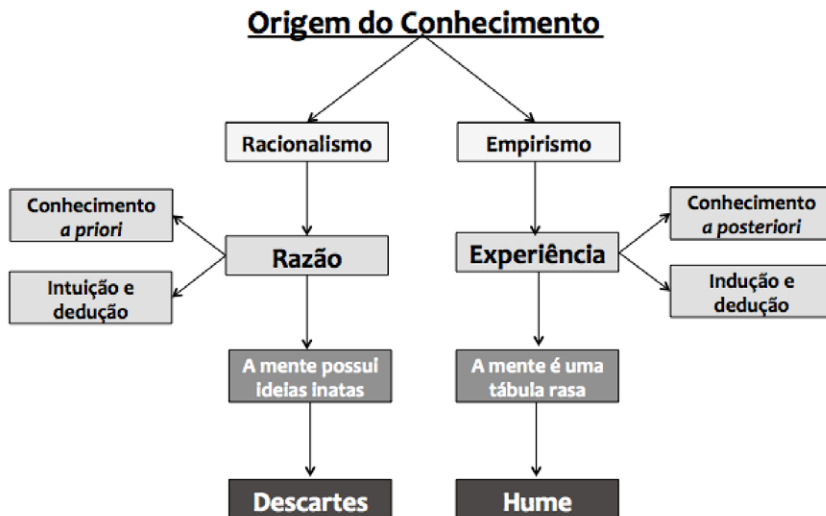 Origem do Conhecimento
Racionalismo
Empirismo
Conhecimento
a priori
Razão
Intuição e
dedução
Experiência
Conhecimento
a posteriori
Indução e
dedução
A mente possui
ideias inatas
A mente é uma
tábula rasa
Descartes
Hume